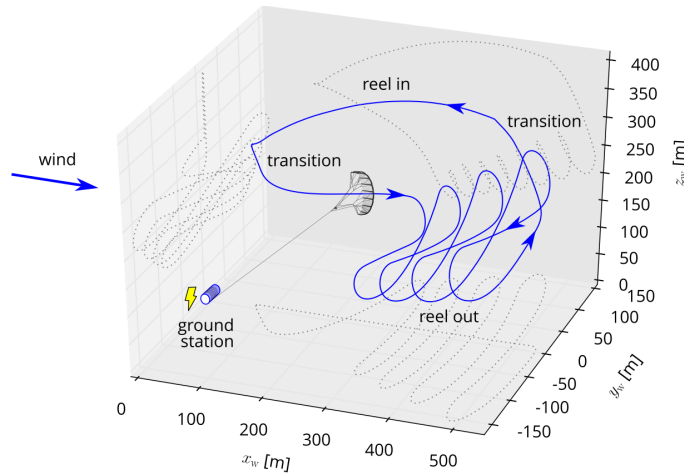 400
350
300
250
200
150
100
50
0
z_w [m]
reel in
transition
wind
transition
reel out
ground
station
150
100
50
0
-50
-100
-150
y_w [m]
0
100
200
300
400
500
x_w [m]